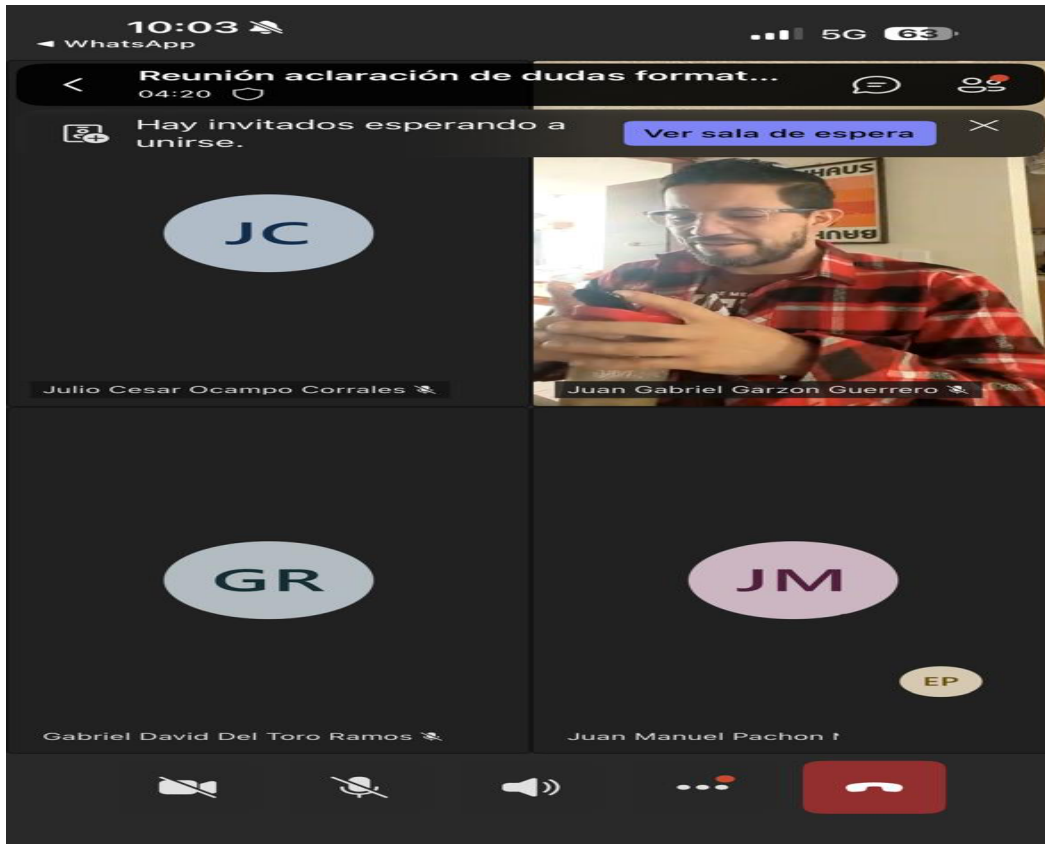 10:03
WhatsApp
5G 63
Reunión aclaración de dudas format...
04:20
Hay invitados esperando a
unirse.
Ver sala de espera
JC
HAUS
BAU
Julio Cesar Ocampo Corrales
Juan Gabriel Garzon Guerrero
GR
JM
EP
Gabriel David Del Toro Ramos
Juan Manuel Pachon